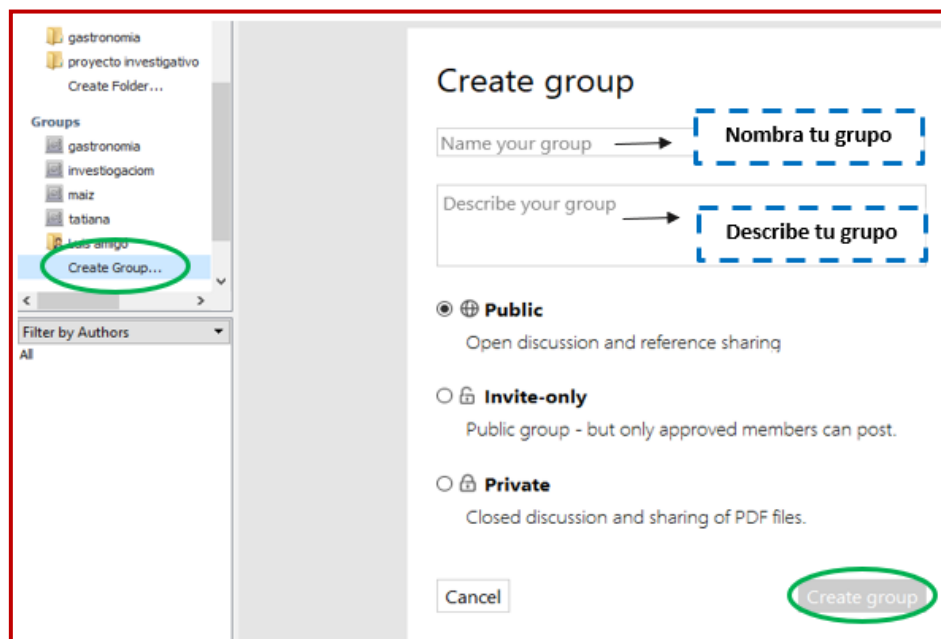 gastronomia
proyecto investigativo
Create Folder...
Groups
gastronomia
investiogaciom
maiz
tatiana
Luis amigo
Create Group...
Filter by Authors
All
Create group
Name your group
Nombra tu grupo
Describe your group
Describe tu grupo
Public
Open discussion and reference sharing
Invite-only
Public group - but only approved members can post.
Private
Closed discussion and sharing of PDF files.
Cancel
Create group